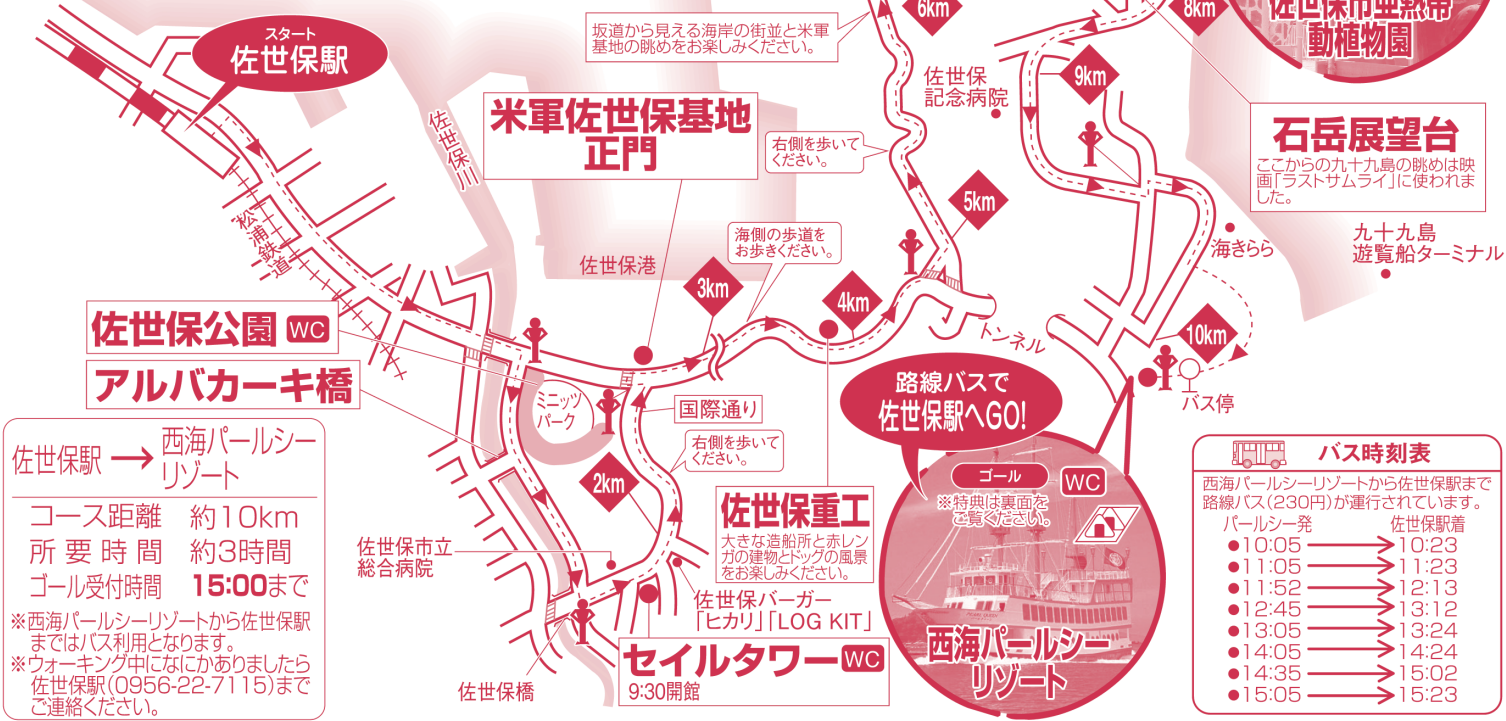 スタート
佐世保駅
坂道から見える海岸の街並と米軍
基地の眺めをお楽しみください。
6km
8km
佐世保市亜熱帯
動植物園
佐世保
記念病院
9km
佐世保川
米軍佐世保基地
正門
右側を歩いて
ください。
石岳展望台
ここからの九十九島の眺めは映
画「ラストサムライ」に使われま
した。
松浦鉄道
5km
海側の歩道を
お歩きください。
佐世保港
海きらら
九十九島
遊覧船ターミナル
3km
4km
佐世保公園 WC
トンネル
10km
アルバカーキ橋
ミニッツ
パーク
国際通り
路線バスで
佐世保駅へGO!
バス停
佐世保駅→西海パールシー
リゾート
コース距離 約10km
所要時間 約3時間
ゴール受付時間 15:00まで
※西海パールシーリゾートから佐世保駅
まではバス利用となります。
※ウォーキング中になにかありましたら
佐世保駅(0956-22-7115)まで
ご連絡ください。
右側を歩いて
ください。
2km
佐世保重工
大きな造船所と赤レン
ガの建物とドッグの風景
をお楽しみください。
佐世保市立
総合病院
佐世保バーガー
「ヒカリ」「LOG KIT」
セイルタワー WC
9:30開館
佐世保橋
ゴール WC
※特典は裏面を
ご覧ください。
PEARL QUEEN
西海パールシー
リゾート
バス時刻表
西海パールシーリゾートから佐世保駅まで
路線バス(230円)が運行されています。
パールシー発 佐世保駅着
●10:05→10:23
●11:05→11:23
●11:52→12:13
●12:45→13:12
●13:05→13:24
●14:05→14:24
●14:35→15:02
●15:05→15:23